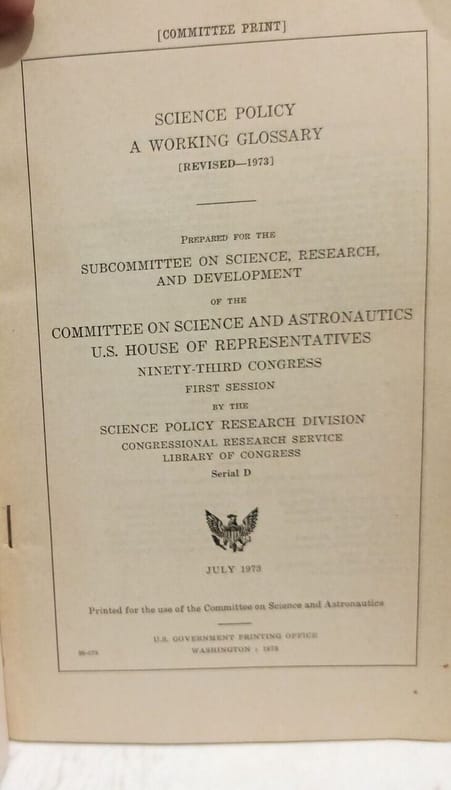 [COMMITTEE PRINT]
SCIENCE POLICY
A WORKING GLOSSARY
[REVISED—1973]
PREPARED FOR THE
SUBCOMMITTEE ON SCIENCE, RESEARCH,
AND DEVELOPMENT
OF THE
COMMITTEE ON SCIENCE AND ASTRONAUTICS
U.S. HOUSE OF REPRESENTATIVES
NINETY-THIRD CONGRESS
FIRST SESSION
BY THE
SCIENCE POLICY RESEARCH DIVISION
CONGRESSIONAL RESEARCH SERVICE
LIBRARY OF CONGRESS
Serial D
JULY 1973
Printed for the use of the Committee on Science and Astronautics
U.S. GOVERNMENT PRINTING OFFICE
WASHINGTON : 1973